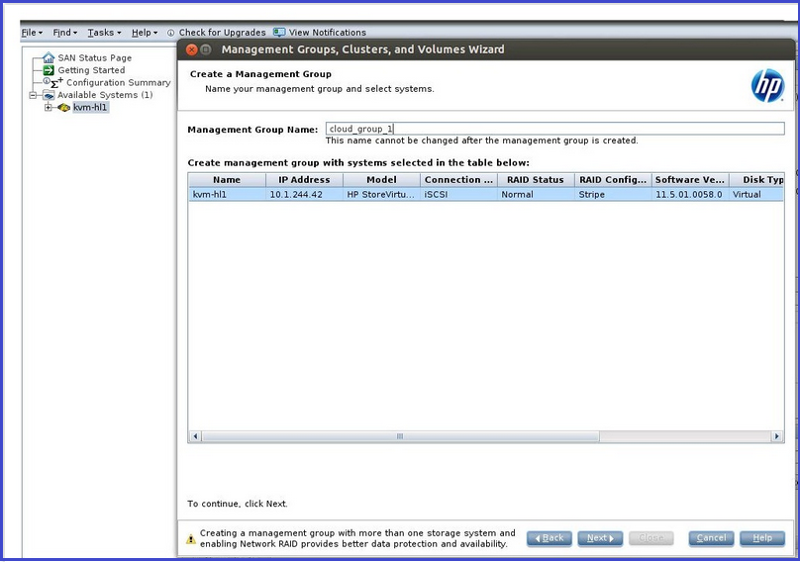 File Find Tasks Help Check for Upgrades View Notifications
SAN Status Page
Getting Started
Configuration Summary
Available Systems (1)
kvm-hl1
Management Groups, Clusters, and Volumes Wizard
Create a Management Group
Name your management group and select systems.
hp
Management Group Name: cloud_group_1
This name cannot be changed after the management group is created.
Create management group with systems selected in the table below:
Name IP Address Model Connection ... RAID Status RAID Config... Software Ve... Disk Typ
kvm-hl1 10.1.244.42 HP StoreVirtu... iSCSI Normal Stripe 11.5.01.0058.0 Virtual
To continue, click Next.
Creating a management group with more than one storage system and
enabling Network RAID provides better data protection and availability.
Back Next Close Cancel Help